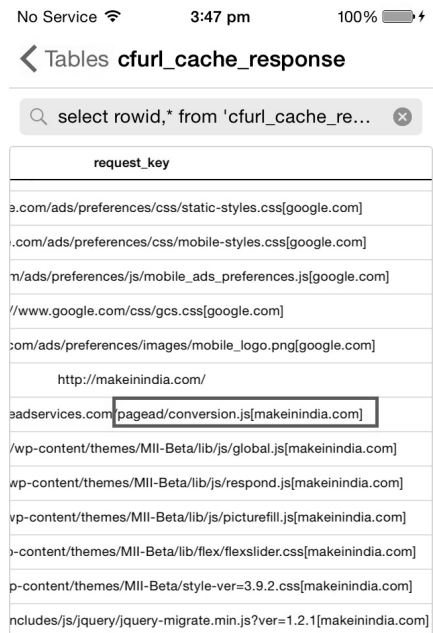 No Service 3:47 pm 100%
Tables cfurl_cache_response
select rowid,* from 'cfurl_cache_re...
request_key
e.com/ads/preferences/css/static-styles.css[google.com]
.com/ads/preferences/css/mobile-styles.css[google.com]
m/ads/preferences/js/mobile_ads_preferences.js[google.com]
//www.google.com/css/gcs.css[google.com]
com/ads/preferences/images/mobile_logo.png[google.com]
http://makeinindia.com/
eadservices.com/pagead/conversion.js[makeinindia.com]
/wp-content/themes/MII-Beta/lib/js/global.js[makeinindia.com]
wp-content/themes/MII-Beta/lib/js/respond.js[makeinindia.com]
vp-content/themes/MII-Beta/lib/js/picturefill.js[makeinindia.com]
o-content/themes/MII-Beta/lib/flex/flexslider.css[makeinindia.com]
p-content/themes/MII-Beta/style-ver=3.9.2.css[makeinindia.com]
ncludes/js/jquery/jquery-migrate.min.js?ver=1.2.1[makeinindia.com]